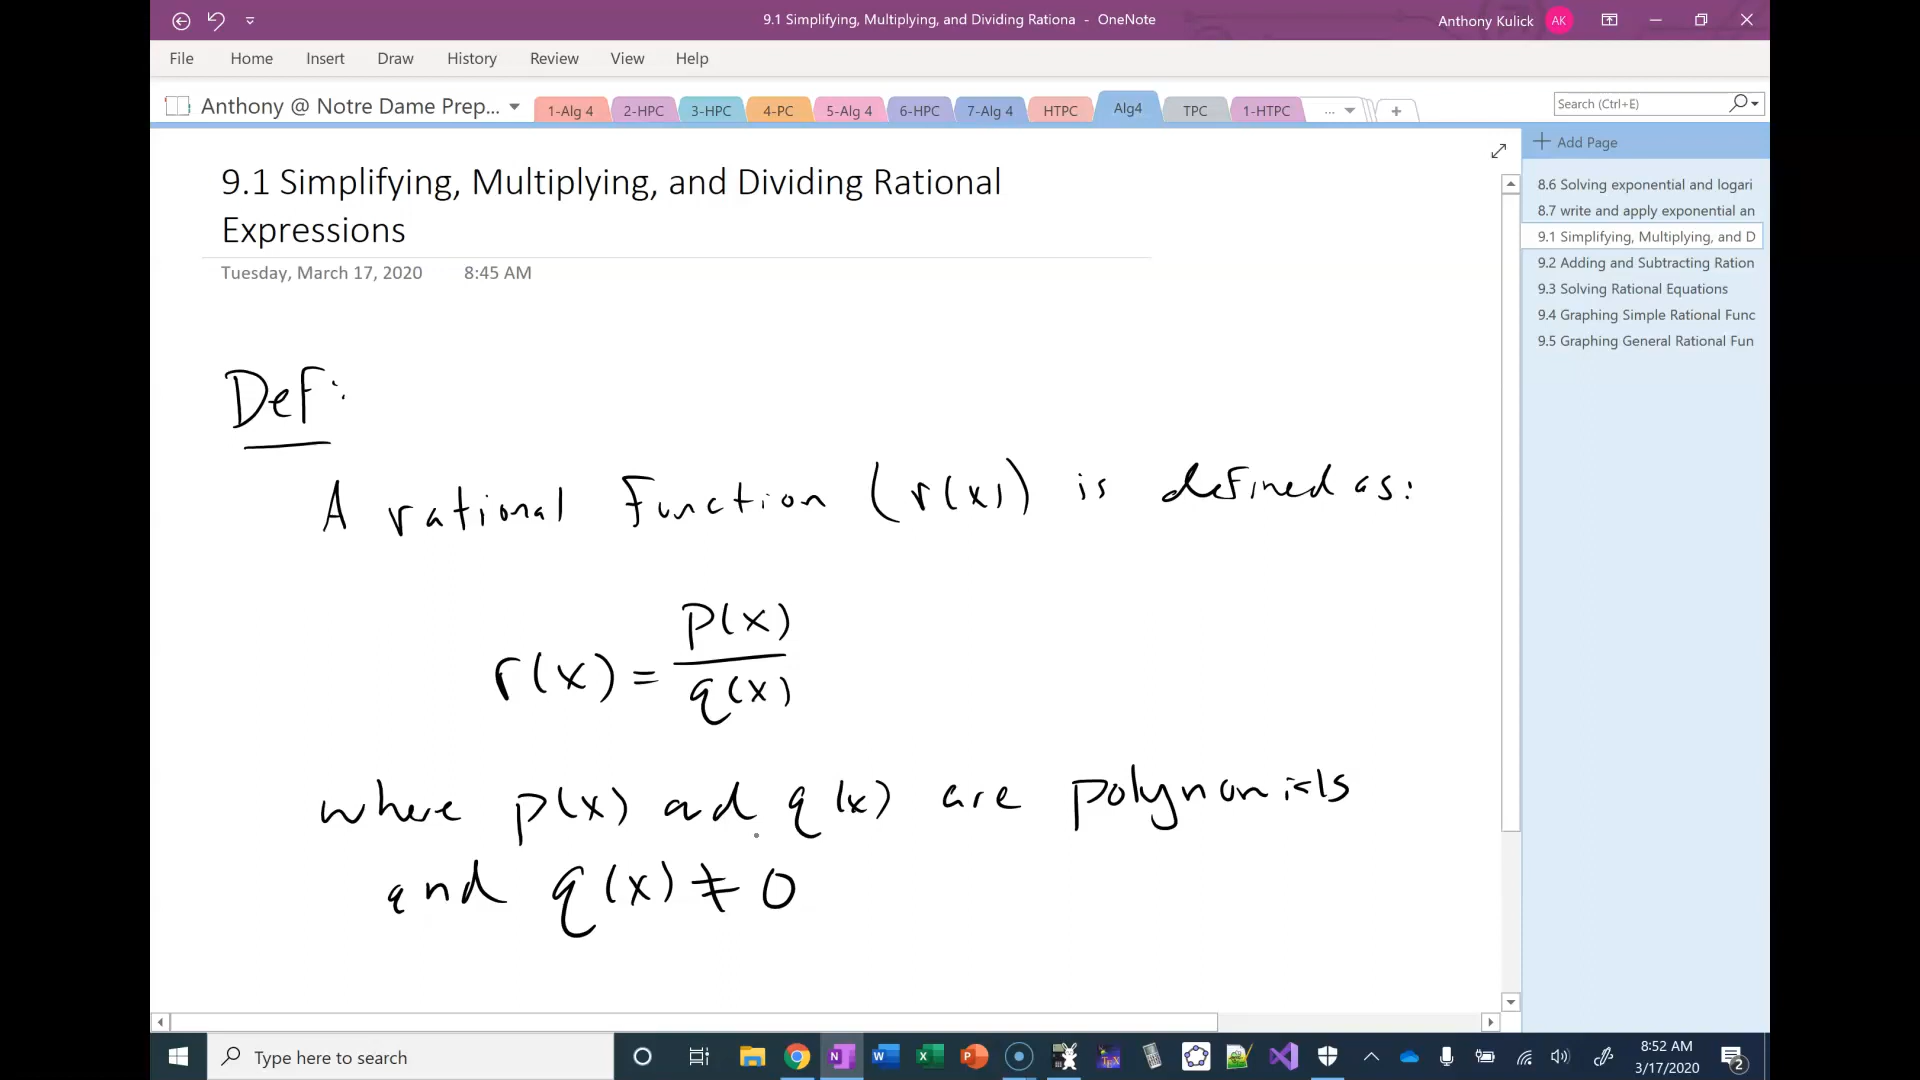 9.1 Simplifying, Multiplying, and Dividing Rationa - OneNote
Anthony Kulick
AK
File Home Insert Draw History Review View Help
Anthony @ Notre Dame Prep...
1-Alg 4 2-HPC 3-HPC 4-PC 5-Alg 4 6-HPC 7-Alg 4 HTPC Alg4 TPC 1-HTPC ...
Search (Ctrl+E)
Add Page
8.6 Solving exponential and logari
8.7 write and apply exponential an
9.1 Simplifying, Multiplying, and D
9.2 Adding and Subtracting Ration
9.3 Solving Rational Equations
9.4 Graphing Simple Rational Func
9.5 Graphing General Rational Fun
9.1 Simplifying, Multiplying, and Dividing Rational
Expressions
Tuesday, March 17, 2020 8:45 AM
Def:
A rational function (r(x)) is defined as:
r(x) = p(x)
q(x)
where p(x) ad q(x) are polynomials
and q(x) ≠ 0
Type here to search
8:52 AM
3/17/2020
2